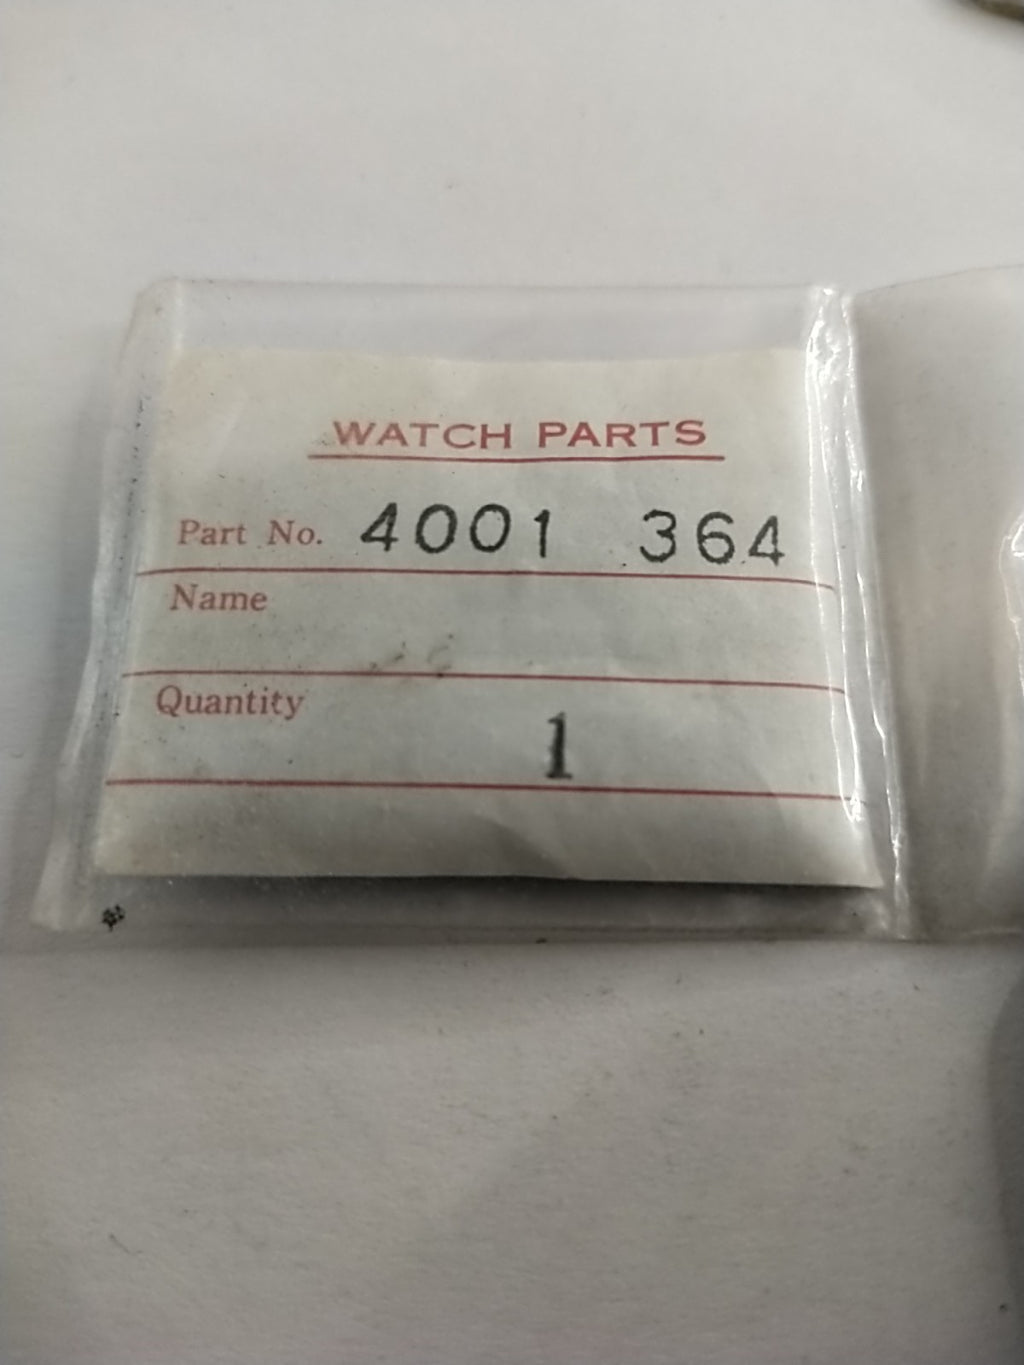 WATCH PARTS
Part No. 4001 364
Name
Quantity
1